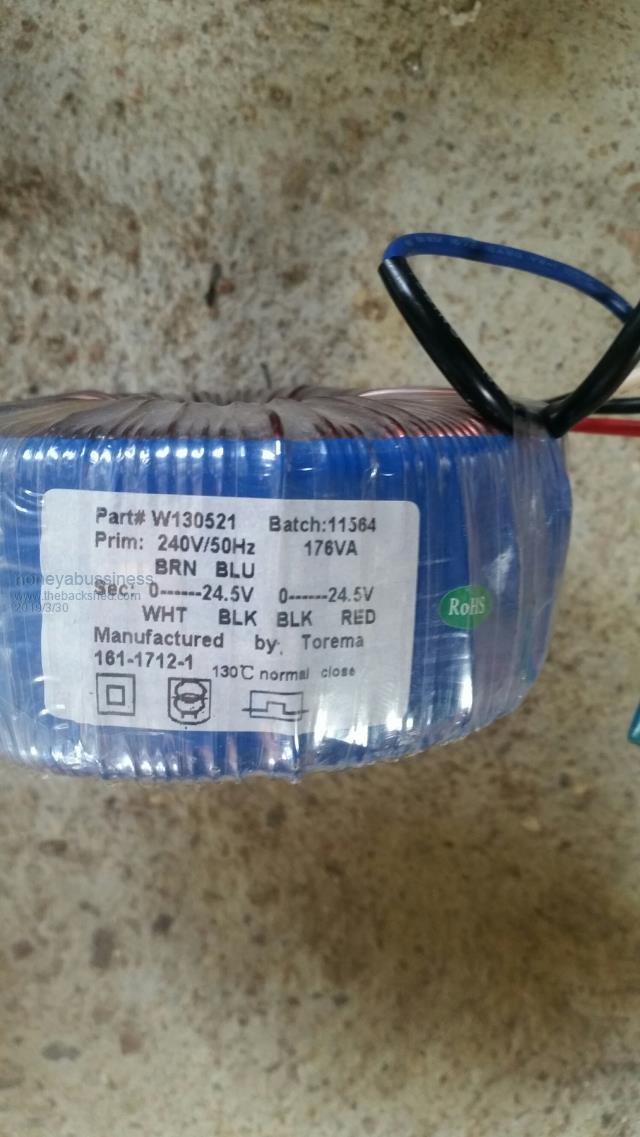 Part# W130521 Batch:11564
Prim: 240V/50Hz 176VA
BRN BLU
Sec: 0------24.5V 0------24.5V
WHT BLK BLK RED
Manufactured by Torema
161-1712-1 130℃ normal close
RoHS
noneyabussiness
www.thebackshed.com
2019/3/30